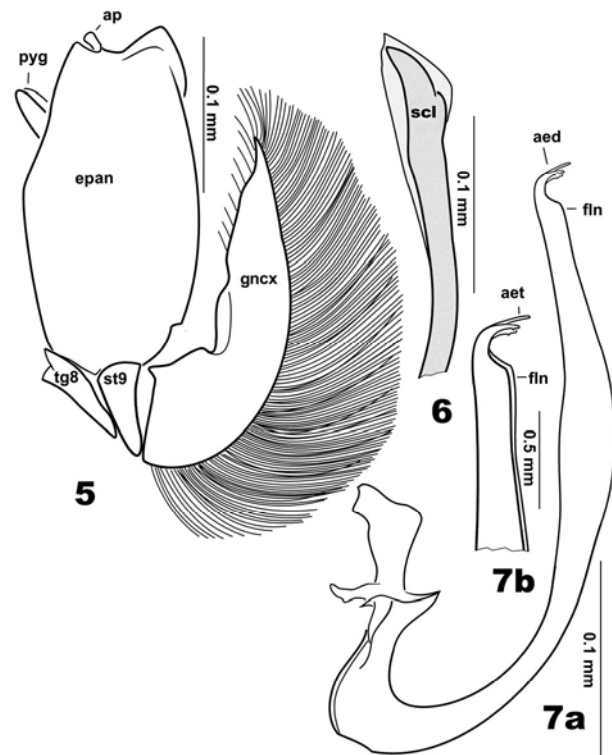 ap
pyg
0.1 mm
epan
gncx
tg8
st9
5
scl
0.1 mm
6
aed
fln
aet
fln
0.5 mm
7b
0.1 mm
7a